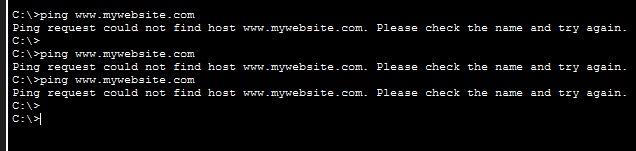 C:\>ping www.mywebsite.com
Ping request could not find host www.mywebsite.com. Please check the name and try again.
C:\>
C:\>ping www.mywebsite.com
Ping request could not find host www.mywebsite.com. Please check the name and try again.
C:\>ping www.mywebsite.com
Ping request could not find host www.mywebsite.com. Please check the name and try again.
C:\>
C:\>